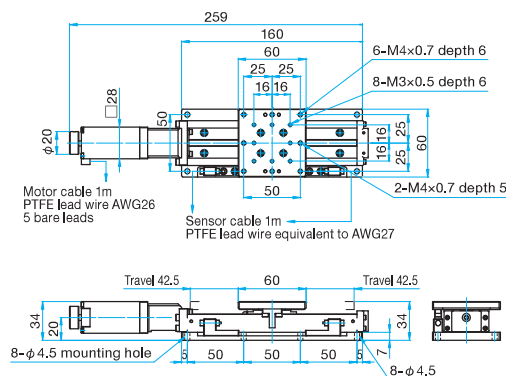 259
160
60
6-M4×0.7 depth 6
25 25
8-M3×0.5 depth 6
16 16
□28
φ20
50
16 16
25
25
60
Motor cable 1m
PTFE lead wire AWG26
5 bare leads
50
2-M4×0.7 depth 5
Sensor cable 1m
PTFE lead wire equivalent to AWG27
Travel 42.5
60
Travel 42.5
34
20
34
7
8-φ4.5 mounting hole
5 50 50 50 5
8-φ4.5